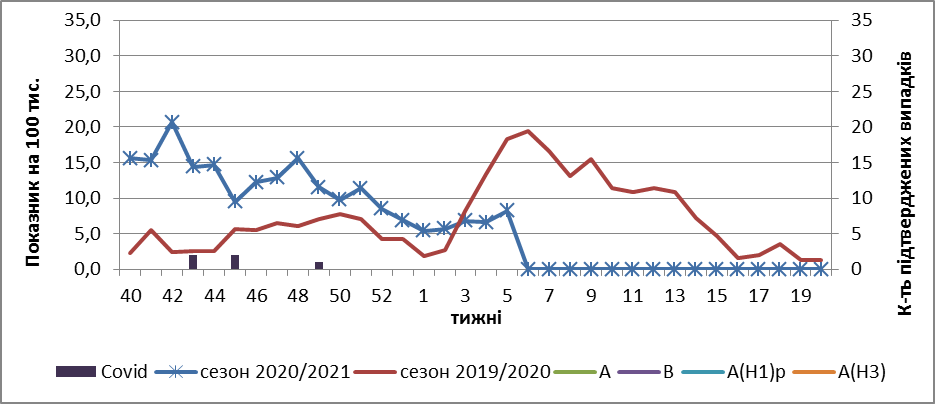 35,0 35
30,0 30
25,0 25
20,0 20
15,0 15
10,0 10
5,0 5
0,0 0
Показник на 100 тис.
К-ть підтверджених випадків
40 42 44 46 48 50 52 1 3 5 7 9 11 13 15 17 19
тижні
Covid сезон 2020/2021 сезон 2019/2020 A B A(H1)p A(H3)